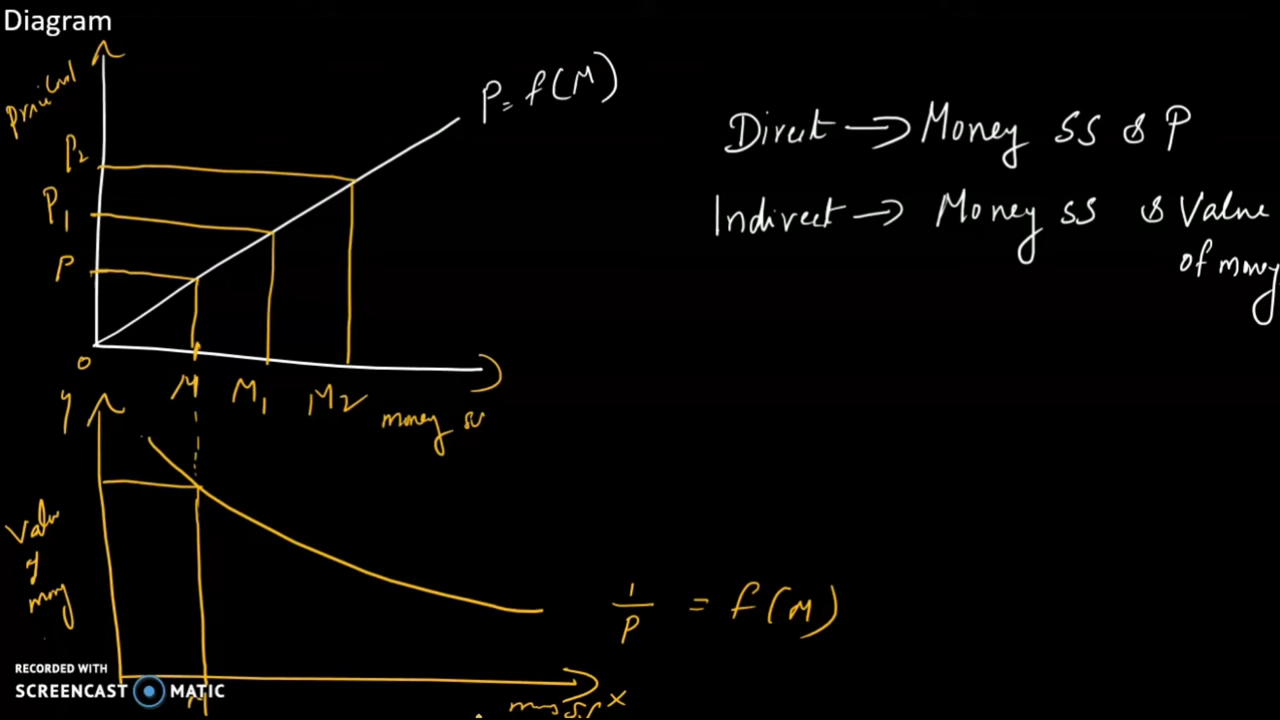 Diagram
Price level
P = f(M)
P2
P1
P
0
M M1 M2
money
Direct → Money SS & P
Indirect → Money SS & Value
of money
y
Value
of
money
1/P = f(M)
M
x
RECORDED WITH
SCREENCAST MATIC